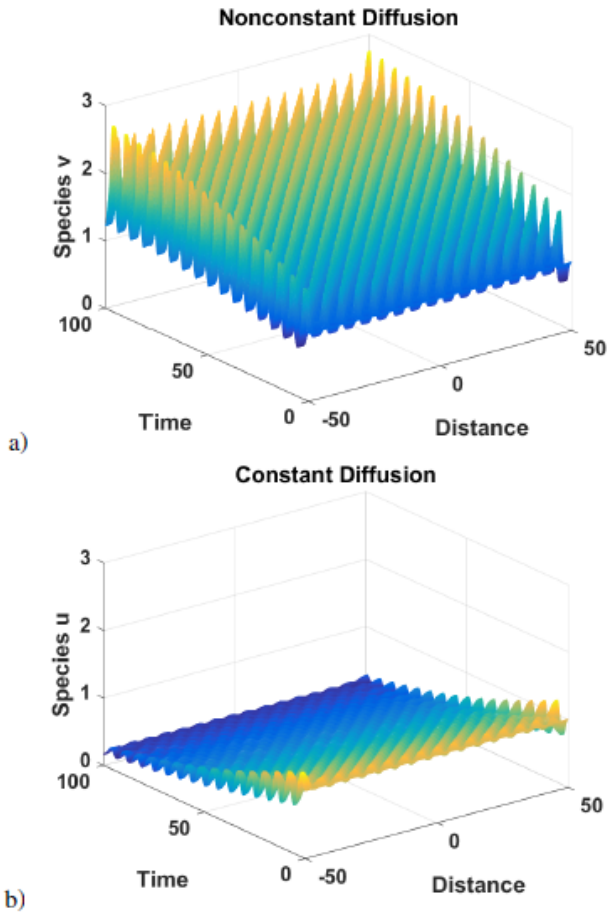 Nonconstant Diffusion
3
2
1
0
Species v
100
50
0
Time
-50
0
50
Distance
a)
Constant Diffusion
3
2
1
0
Species u
100
50
0
Time
-50
0
50
Distance
b)